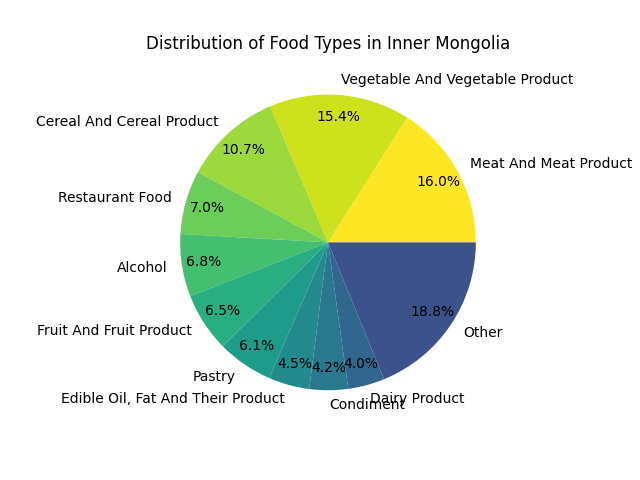 Distribution of Food Types in Inner Mongolia
Vegetable And Vegetable Product
15.4%
Cereal And Cereal Product
10.7%
Meat And Meat Product
16.0%
Restaurant Food
7.0%
Alcohol
6.8%
Fruit And Fruit Product
6.5%
Pastry
6.1%
Edible Oil, Fat And Their Product
4.5%
Condiment
4.2%
Dairy Product
4.0%
Other
18.8%